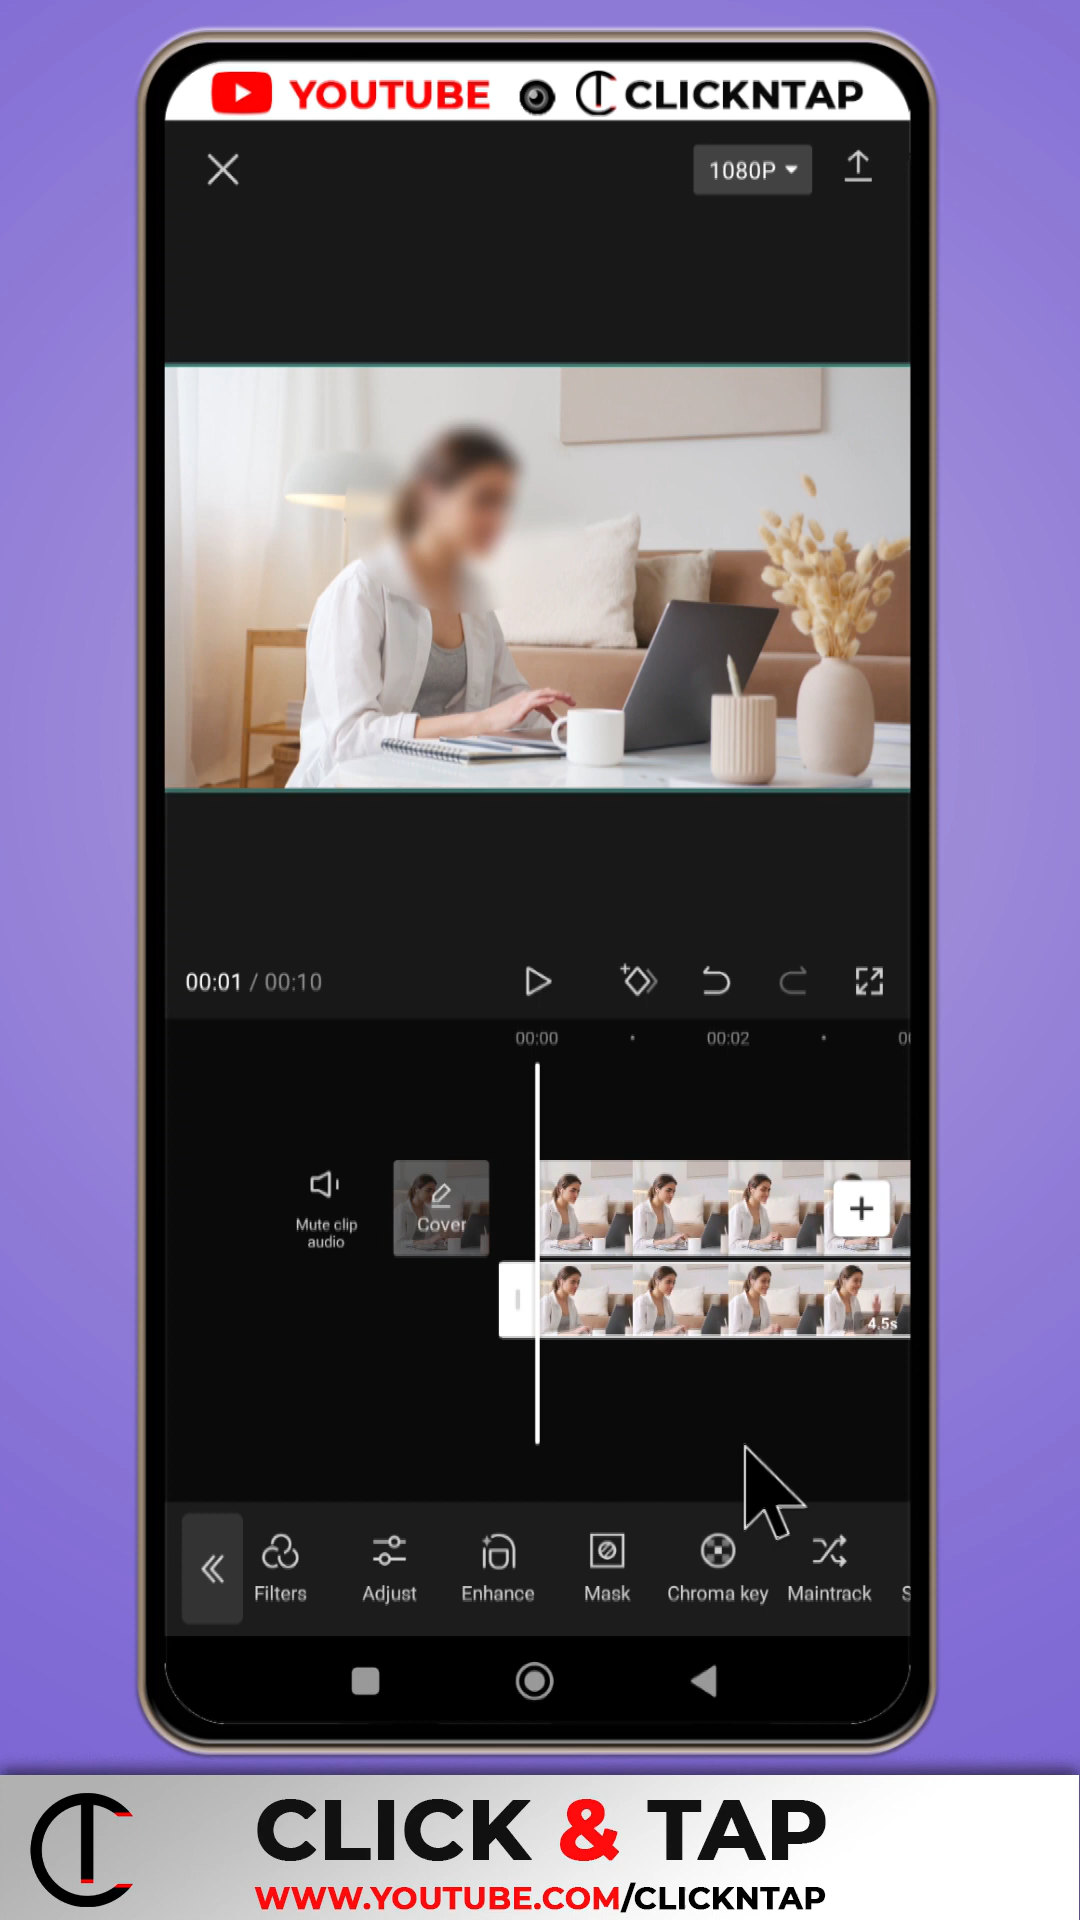 YOUTUBE CLICKNTAP
1080P
00:01 / 00:10
00:00 00:02
Mute clip audio
Cover
4.5s
Filters Adjust Enhance Mask Chroma key Maintrack
CLICK & TAP
WWW.YOUTUBE.COM/CLICKNTAP